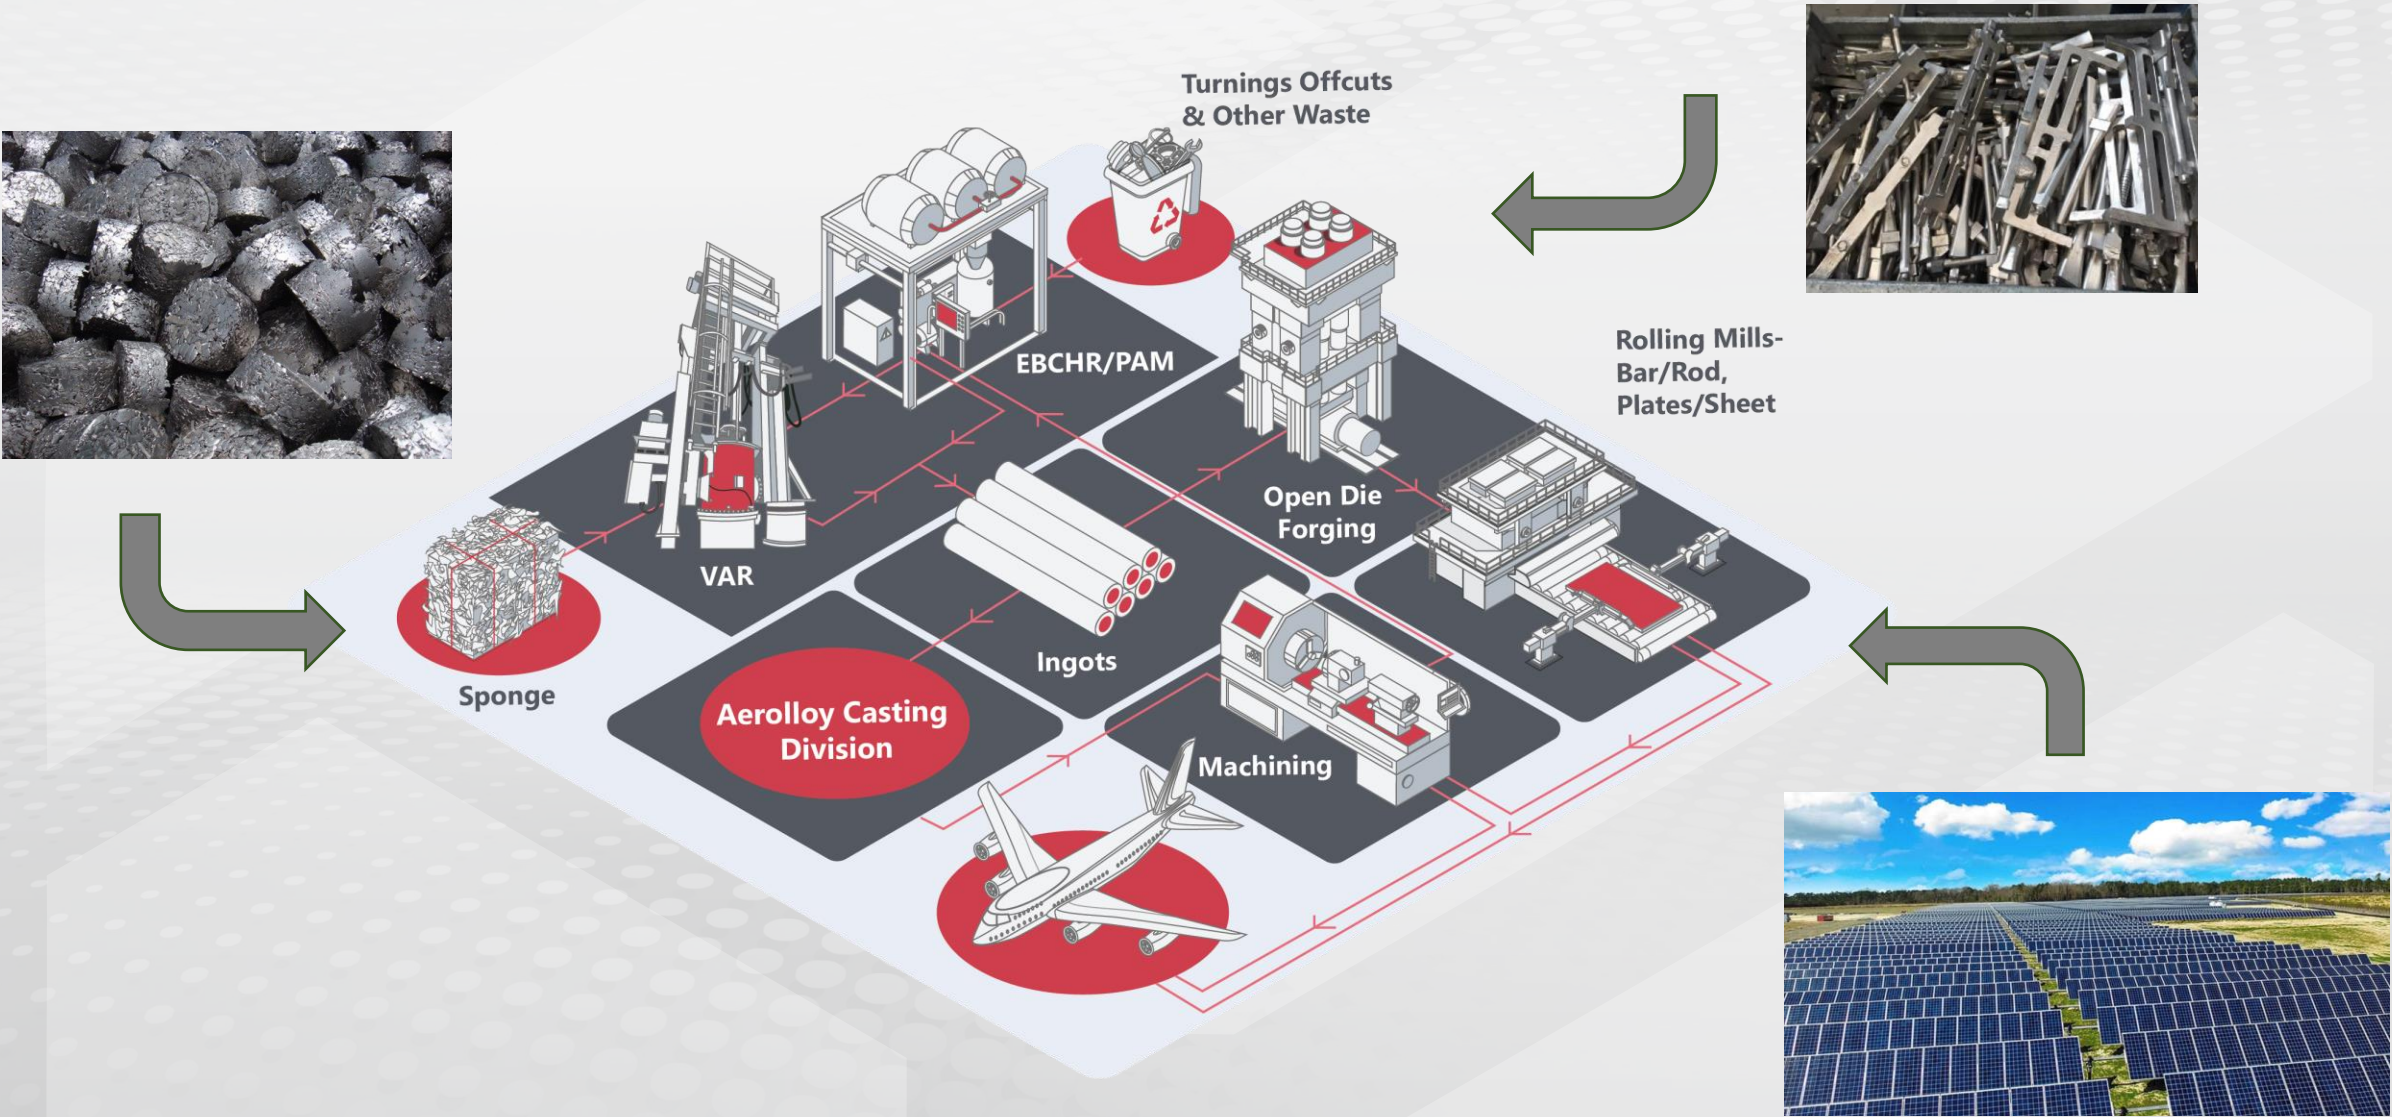 Turnings Offcuts
& Other Waste
EBCHR/PAM
Rolling Mills-
Bar/Rod,
Plates/Sheet
Open Die
Forging
VAR
Ingots
Sponge
Aerolloy Casting
Division
Machining